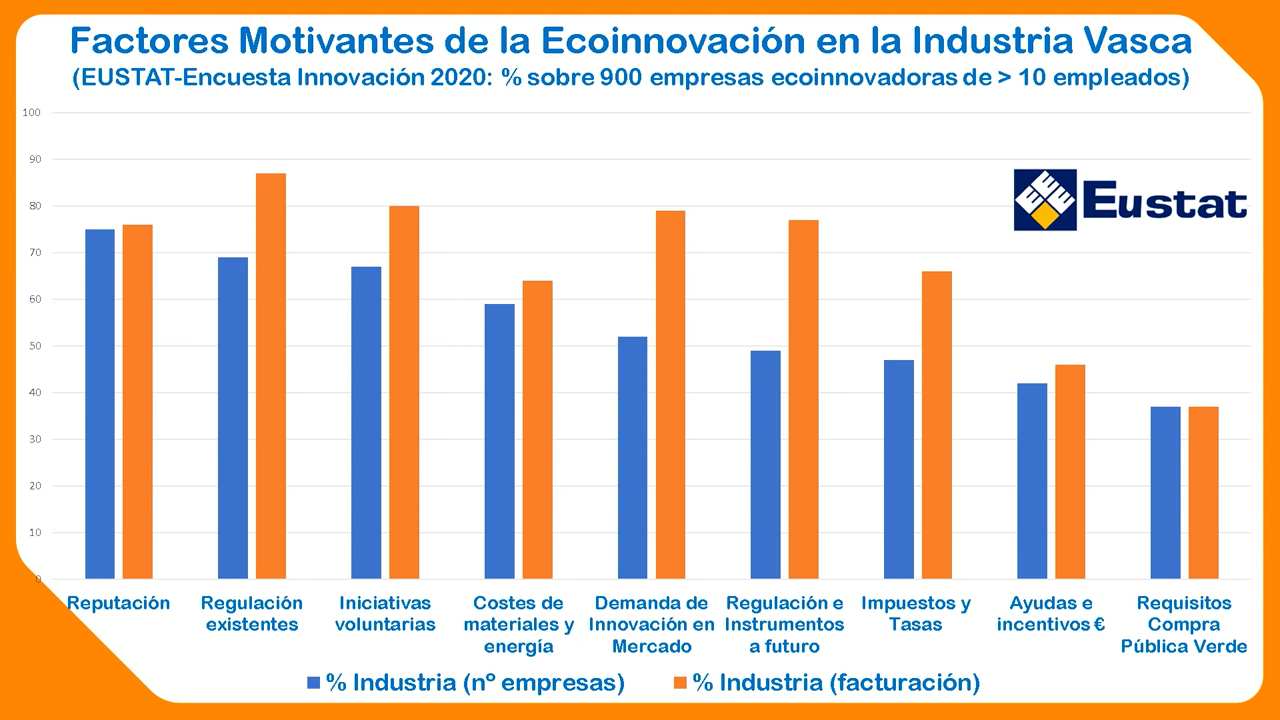 Factores Motivantes de la Ecoinnovación en la Industria Vasca
(EUSTAT-Encuesta Innovación 2020: % sobre 900 empresas ecoinnovadoras de > 10 empleados)
100
90
80
70
60
50
40
30
20
10
0
Eustat
Reputación
Regulación
existentes
Iniciativas
voluntarias
Costes de
materiales y
energía
Demanda de
Innovación en
Mercado
Regulación e
Instrumentos
a futuro
Impuestos y
Tasas
Ayudas e
incentivos €
Requisitos
Compra
Pública Verde
% Industria (nº empresas)
% Industria (facturación)